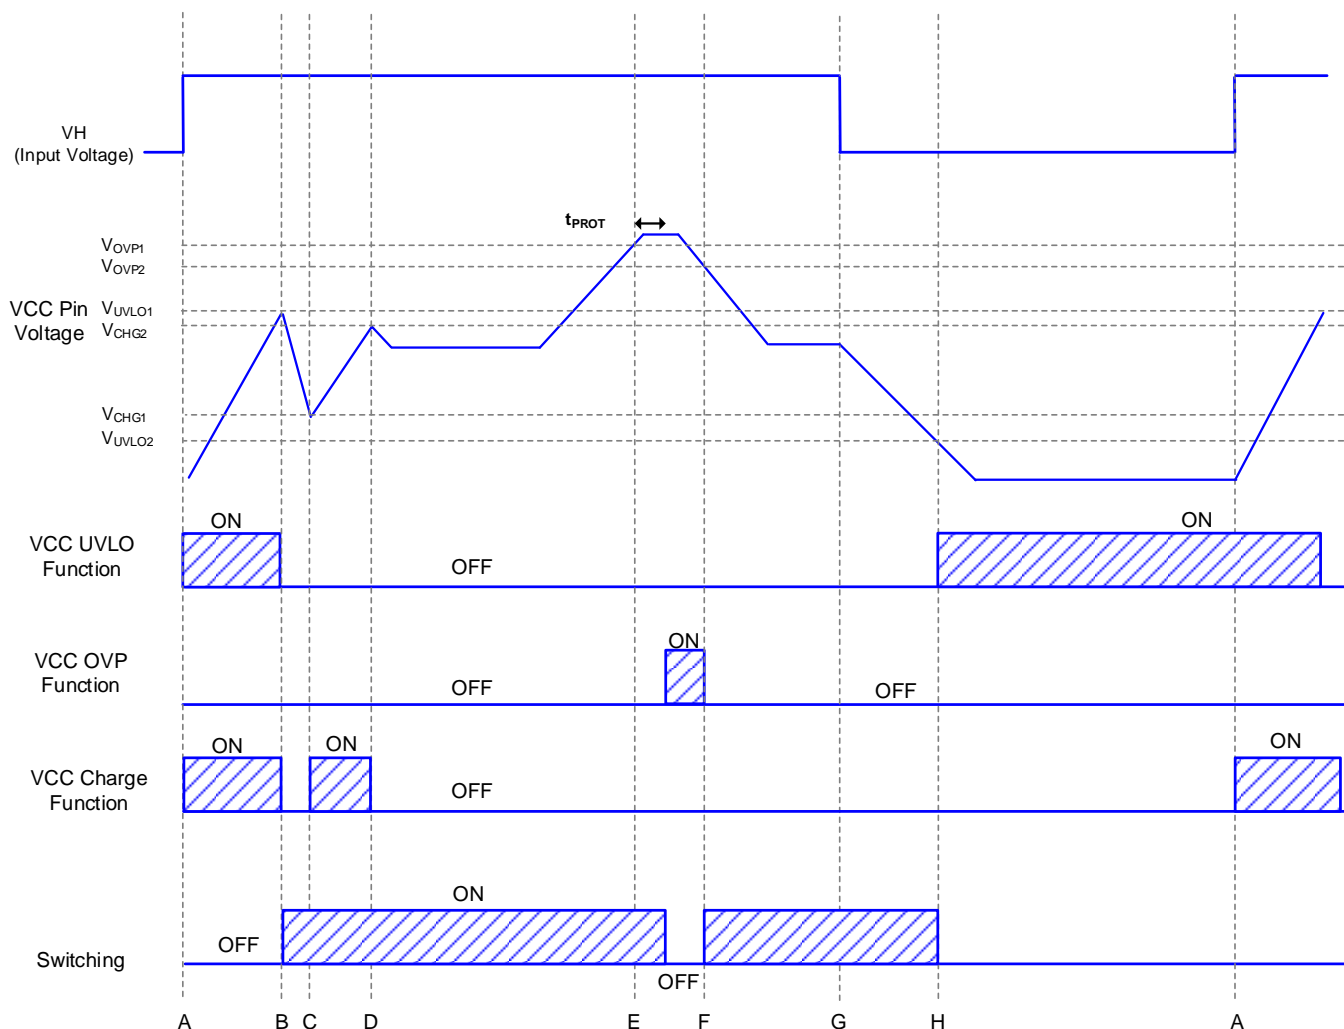 VH
(Input Voltage)
tPROT
VOVP1
VOVP2
VCC Pin
Voltage
VUVLO1
VCHG2
VCHG1
VUVLO2
VCC UVLO
Function
ON
OFF
ON
VCC OVP
Function
OFF
ON
OFF
VCC Charge
Function
ON
ON
OFF
ON
Switching
OFF
ON
OFF
A B C D E F G H A